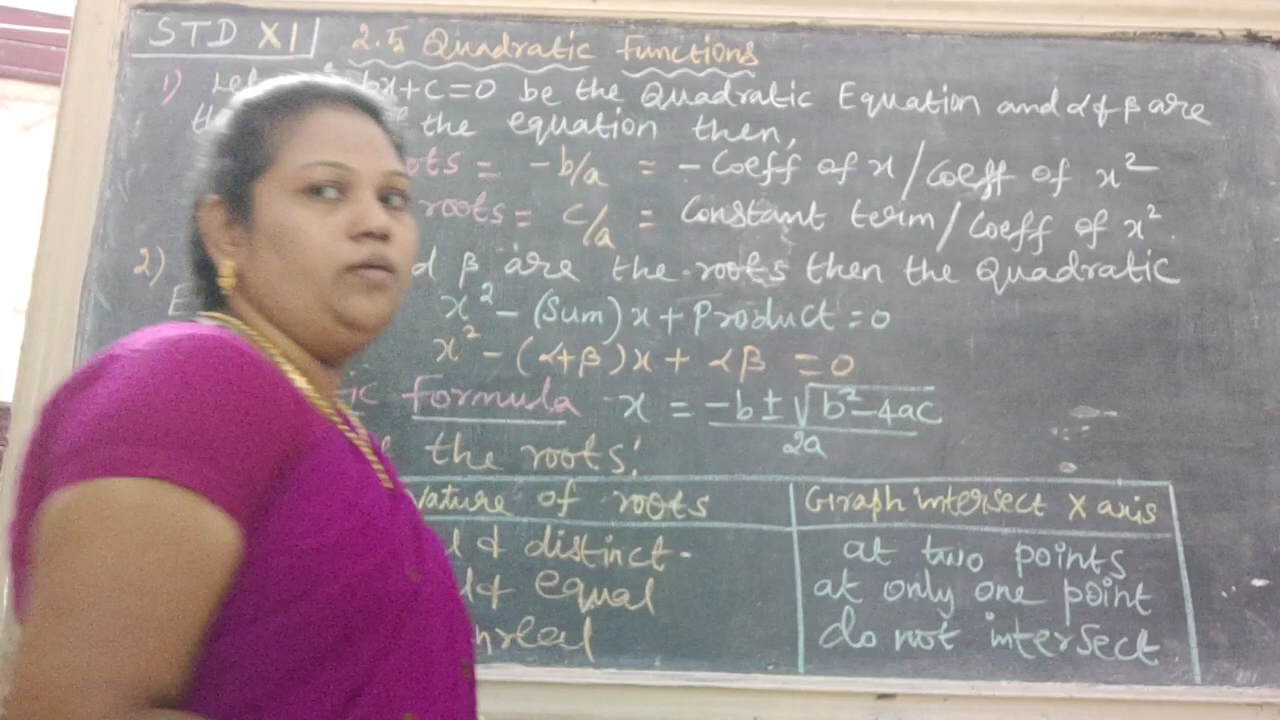 STD XI
2.5 Quadratic Functions
1) Let bx+c=0 be the Quadratic Equation and α & β are
the equation then,
= -b/a = - Coeff of x / Coeff of x²
roots = c/a = Constant term / Coeff of x².
2) β are the roots then the Quadratic
x² - (Sum) x + Product = 0
x² - (α+β)x + αβ = 0
Formula x = -b ± √b²-4ac / 2a
the roots:
Nature of roots Graph intersect X axis
& distinct - at two points
& equal at only one point
unreal do not intersect